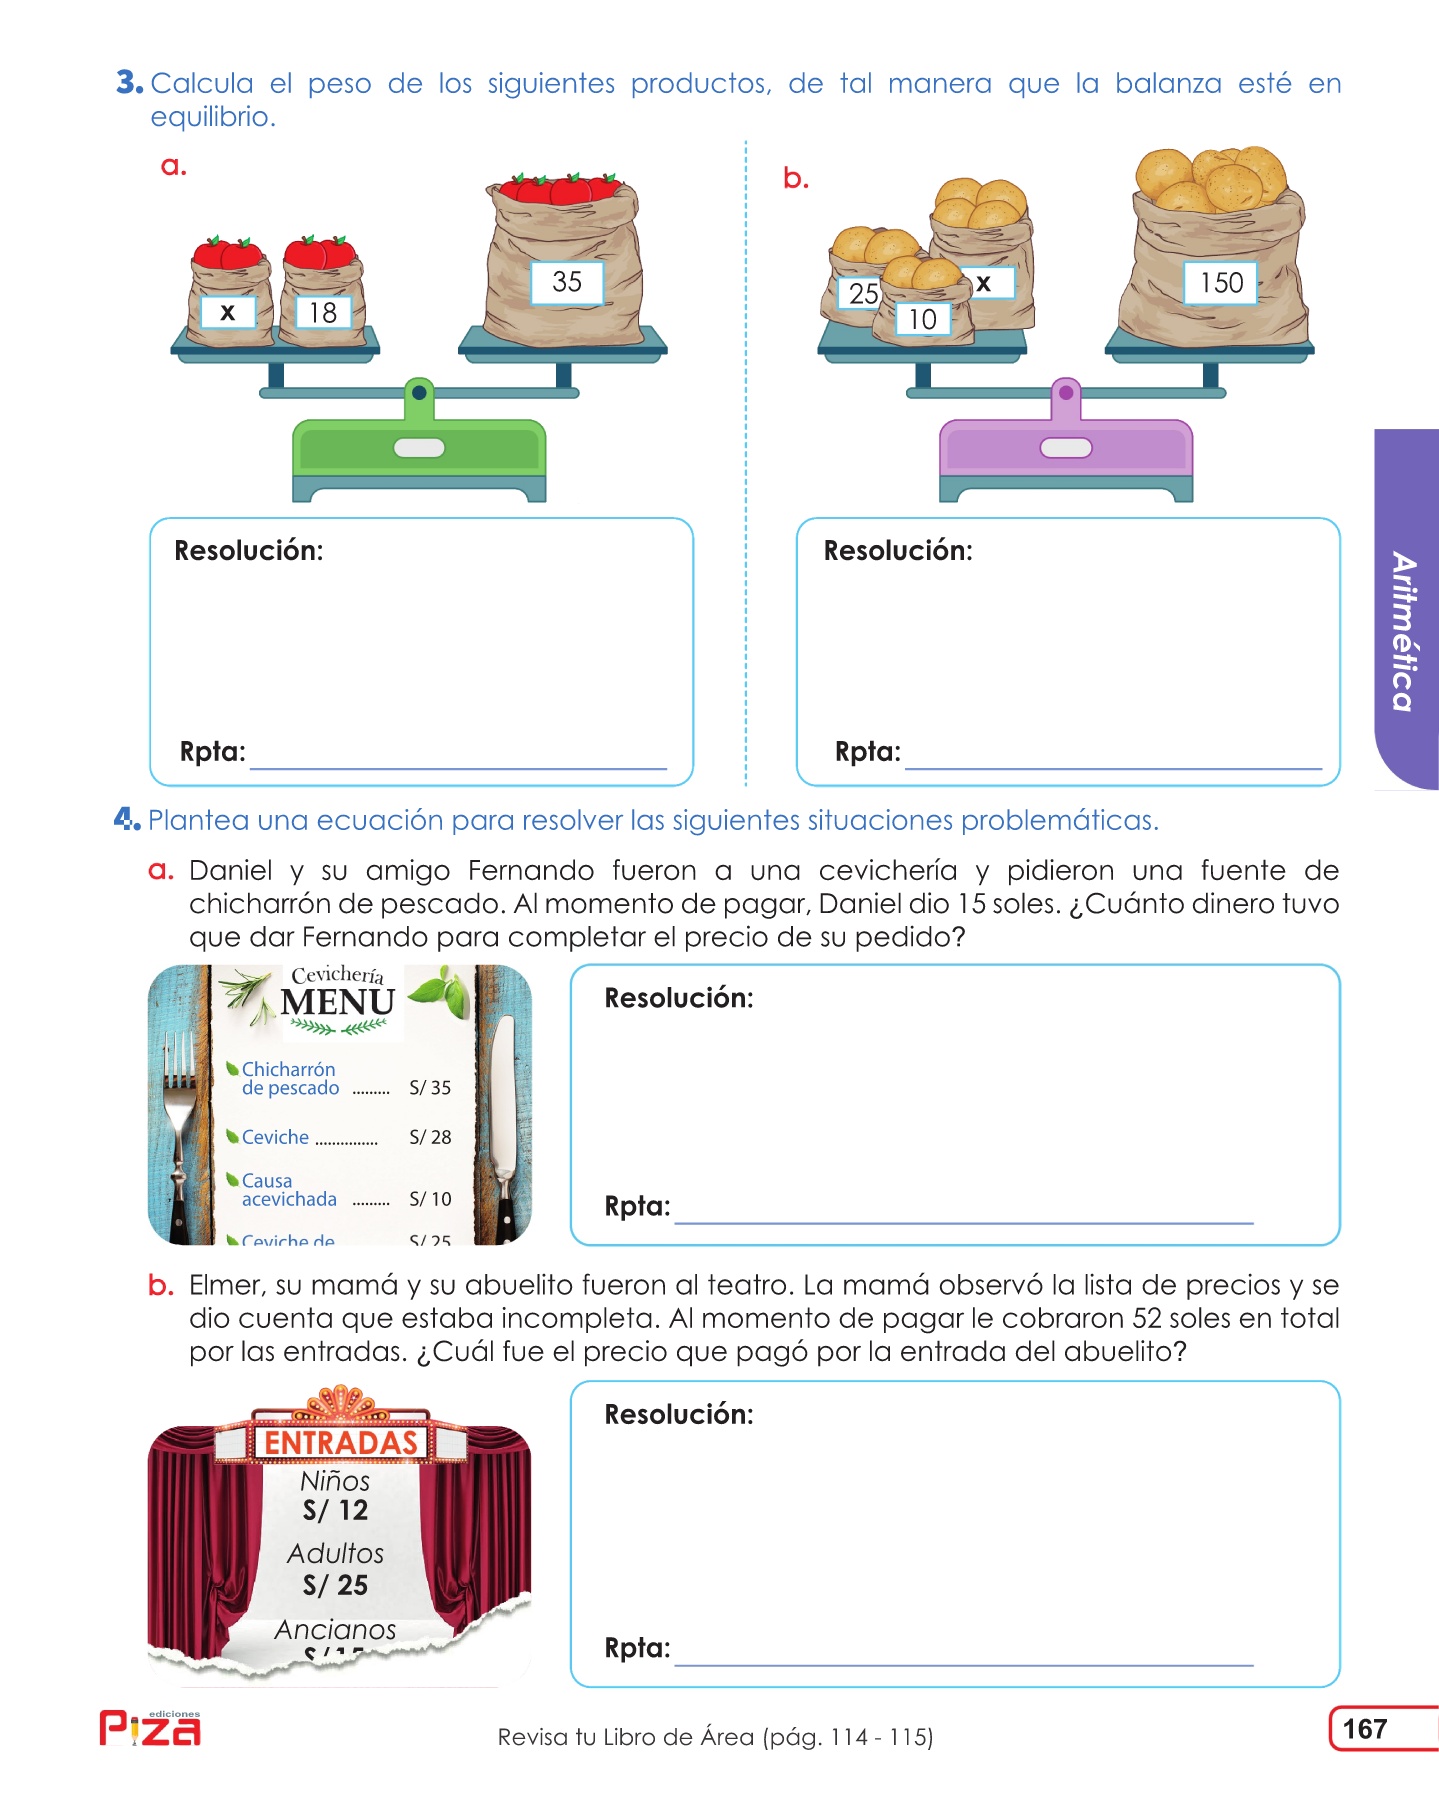 3. Calcula el peso de los siguientes productos, de tal manera que la balanza esté en
equilibrio.
a.
x
18
35
b.
25
10
x
150
Resolución:
Rpta:
Resolución:
Rpta:
Aritmética
4. Plantea una ecuación para resolver las siguientes situaciones problemáticas.
a. Daniel y su amigo Fernando fueron a una cevichería y pidieron una fuente de
chicharrón de pescado. Al momento de pagar, Daniel dio 15 soles. ¿Cuánto dinero tuvo
que dar Fernando para completar el precio de su pedido?
Cevichería
MENU
Chicharrón
de pescado ......... S/ 35
Ceviche ............... S/ 28
Causa
acevichada ......... S/ 10
Ceviche de S/ 25
Resolución:
Rpta:
b. Elmer, su mamá y su abuelito fueron al teatro. La mamá observó la lista de precios y se
dio cuenta que estaba incompleta. Al momento de pagar le cobraron 52 soles en total
por las entradas. ¿Cuál fue el precio que pagó por la entrada del abuelito?
ENTRADAS
Niños
S/ 12
Adultos
S/ 25
Ancianos
Resolución:
Rpta:
ediciones
Piza
Revisa tu Libro de Área (pág. 114 - 115)
167